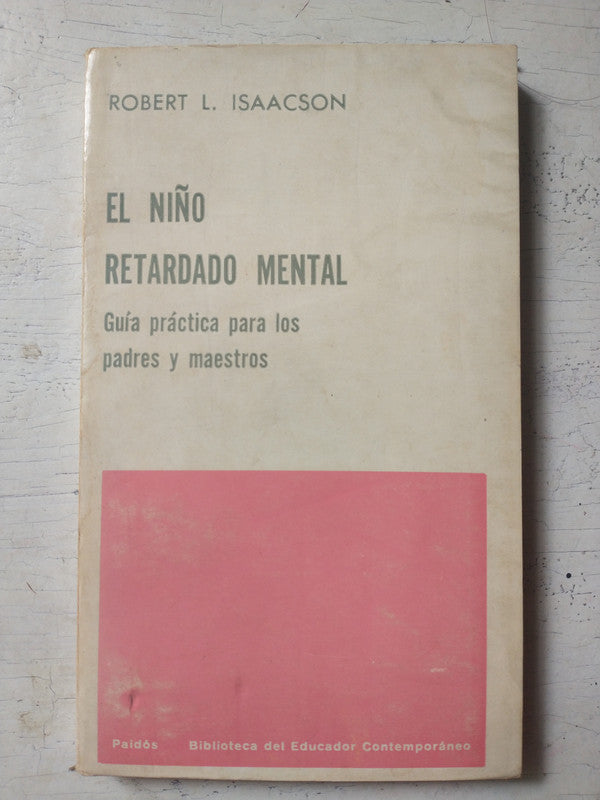 ROBERT L. ISAACSON
EL NIÑO
RETARDADO MENTAL
Guía práctica para los
padres y maestros
Paidós Biblioteca del Educador Contemporáneo